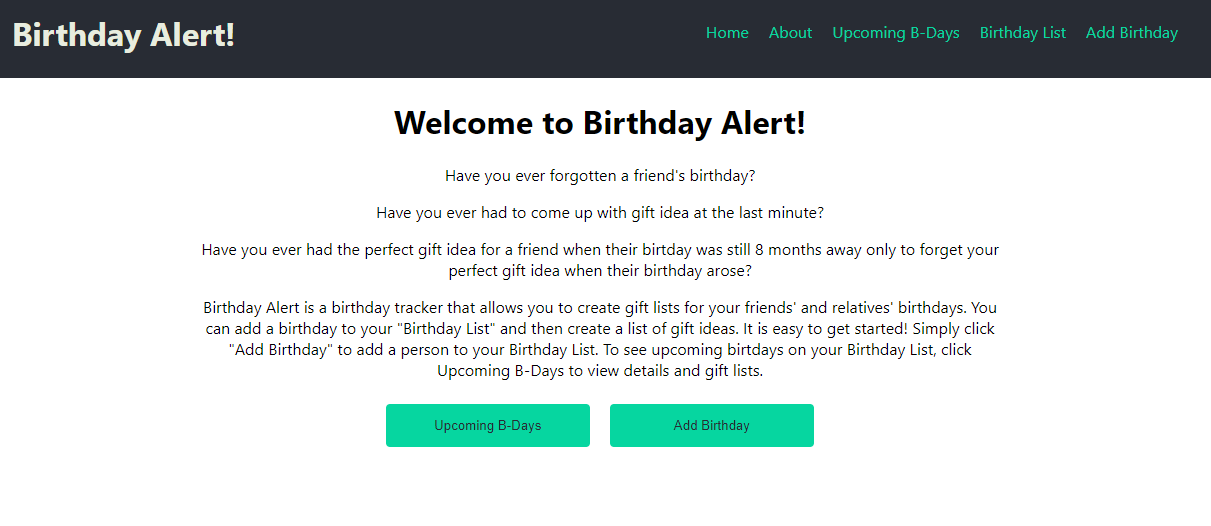 Birthday Alert!
Home About Upcoming B-Days Birthday List Add Birthday
Welcome to Birthday Alert!
Have you ever forgotten a friend's birthday?
Have you ever had to come up with gift idea at the last minute?
Have you ever had the perfect gift idea for a friend when their birtday was still 8 months away only to forget your
perfect gift idea when their birthday arose?
Birthday Alert is a birthday tracker that allows you to create gift lists for your friends' and relatives' birthdays. You
can add a birthday to your "Birthday List" and then create a list of gift ideas. It is easy to get started! Simply click
"Add Birthday" to add a person to your Birthday List. To see upcoming birtdays on your Birthday List, click
Upcoming B-Days to view details and gift lists.
Upcoming B-Days Add Birthday